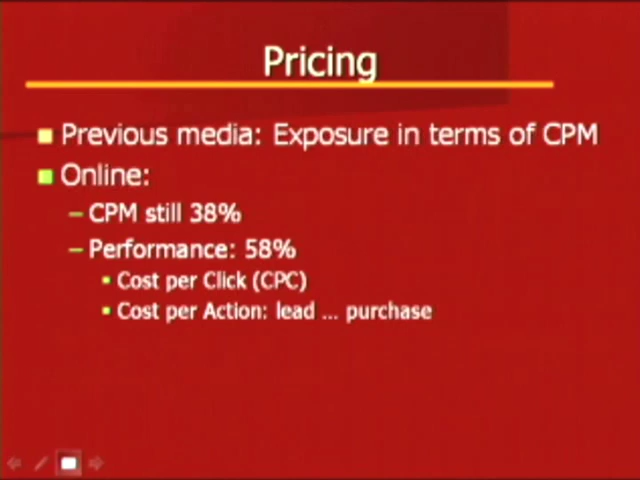 Pricing
Previous media: Exposure in terms of CPM
Online:
– CPM still 38%
– Performance: 58%
Cost per Click (CPC)
Cost per Action: lead ... purchase